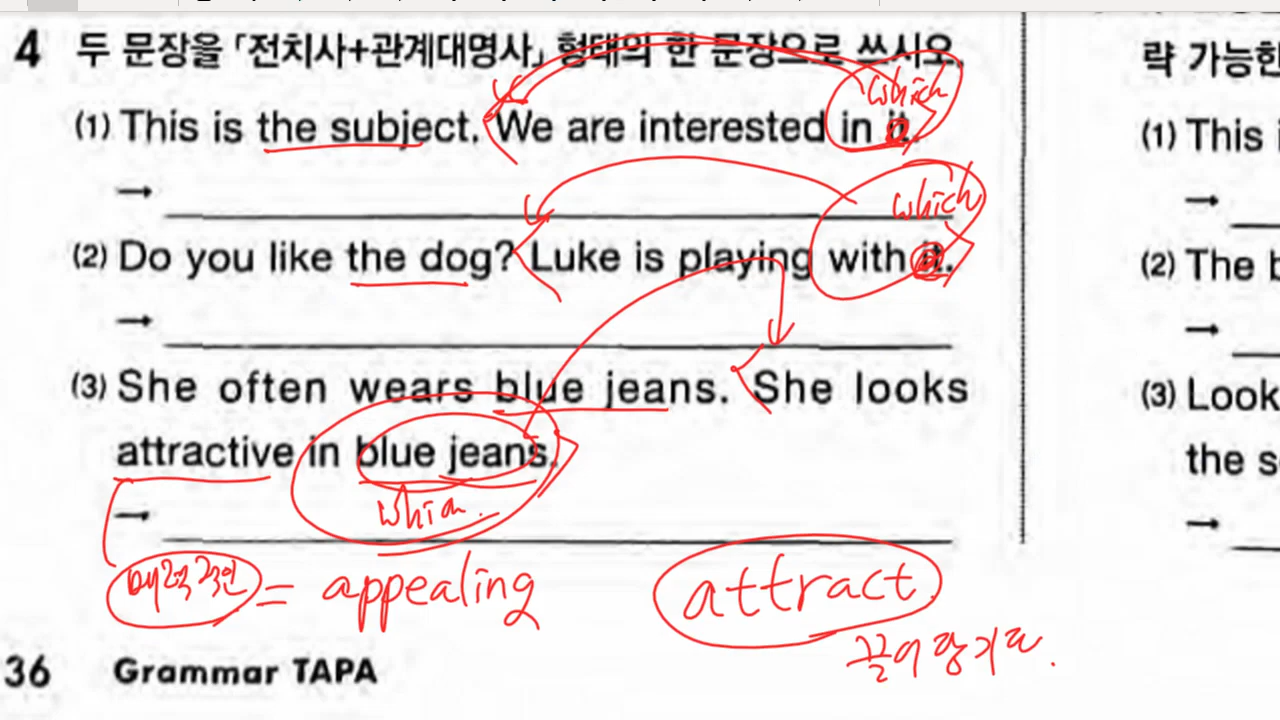 4 두 문장을 「전치사+관계대명사」 형태의 한 문장으로 쓰시오.
which
(1) This is the subject. We are interested in it.
→
which
(2) Do you like the dog? Luke is playing with it.
→
(3) She often wears blue jeans. She looks
attractive in blue jeans.
→
매력적인 = appealing
attract
끌어당기다.
36 Grammar TAPA
략 가능한
(1) This i
→
(2) The b
→
(3) Look
the s
→